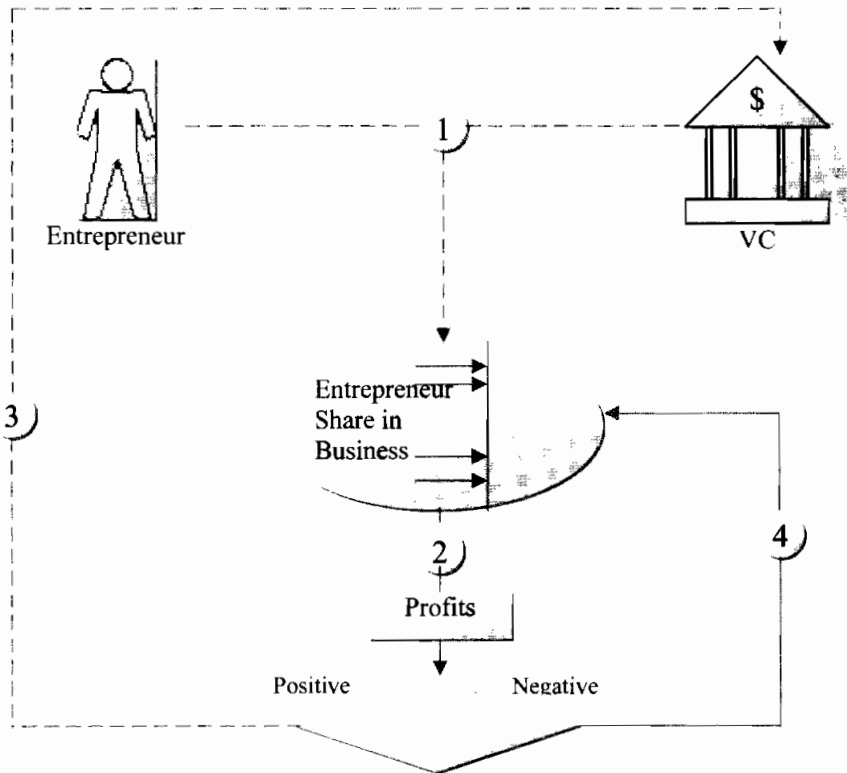 $
1
Entrepreneur
VC
Entrepreneur
Share in
Business
3
2
4
Profits
Positive
Negative